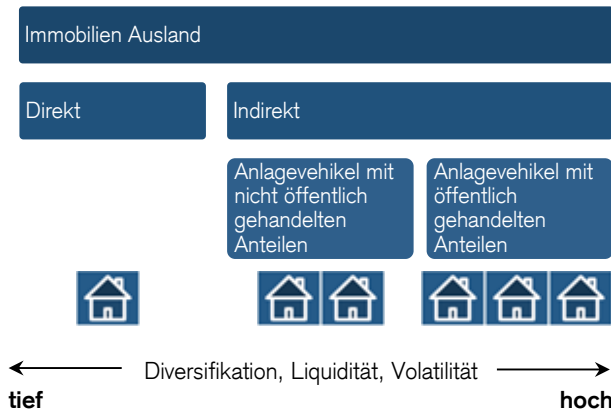 Immobilien Ausland
Direkt
Indirekt
Anlagevehikel mit
nicht öffentlich
gehandelten
Anteilen
Anlagevehikel mit
öffentlich
gehandelten
Anteilen
Diversifikation, Liquidität, Volatilität
tief
hoch